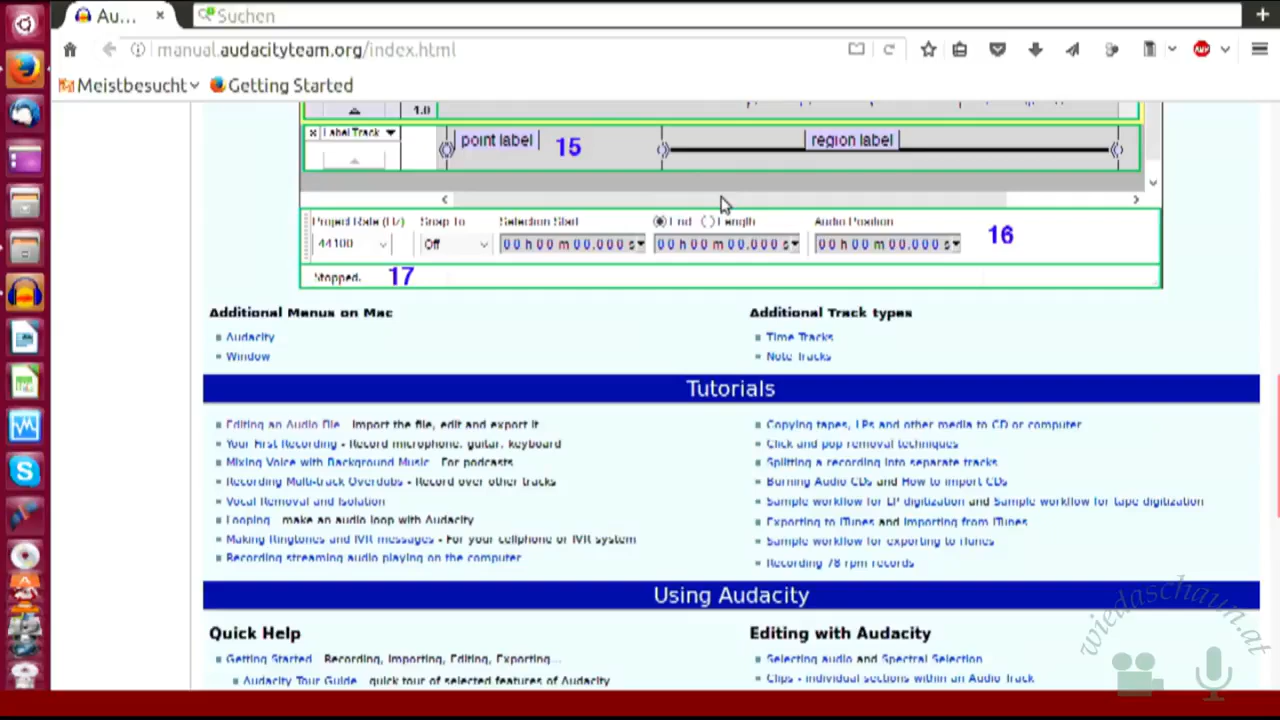 Au...
Suchen
manual.audacityteam.org/index.html
Meistbesucht
Getting Started
1.0
Label Track
point label
15
region label
Project Rate (Hz)
Snap To
Selection Start
End
Length
Audio Position
44100
Off
00 h 00 m 00.000 s
00 h 00 m 00.000 s
00 h 00 m 00.000 s
16
Stopped.
17
Additional Menus on Mac
Audacity
Window
Additional Track types
Time Tracks
Note Tracks
Tutorials
Editing an Audio File Import the file, edit and export it
Your First Recording - Record microphone, guitar, keyboard
Mixing Voice with Background Music For podcasts
Recording Multi-track Overdubs - Record over other tracks
Vocal Removal and Isolation
Looping make an audio loop with Audacity
Making Ringtones and IVR messages - For your cellphone or IVR system
Recording streaming audio playing on the computer
Copying tapes, LPs and other media to CD or computer
Click and pop removal techniques
Splitting a recording into separate tracks
Burning Audio CDs and How to import CDs
Sample workflow for LP digitization and Sample workflow for tape digitization
Exporting to iTunes and Importing from iTunes
Sample workflow for exporting to iTunes
Recording 78 rpm records
Using Audacity
Quick Help
Getting Started Recording, Importing, Editing, Exporting...
Audacity Tour Guide quick tour of selected features of Audacity
Editing with Audacity
Selecting audio and Spectral Selection
Clips - individual sections within an Audio Track
wiedaschaun.at